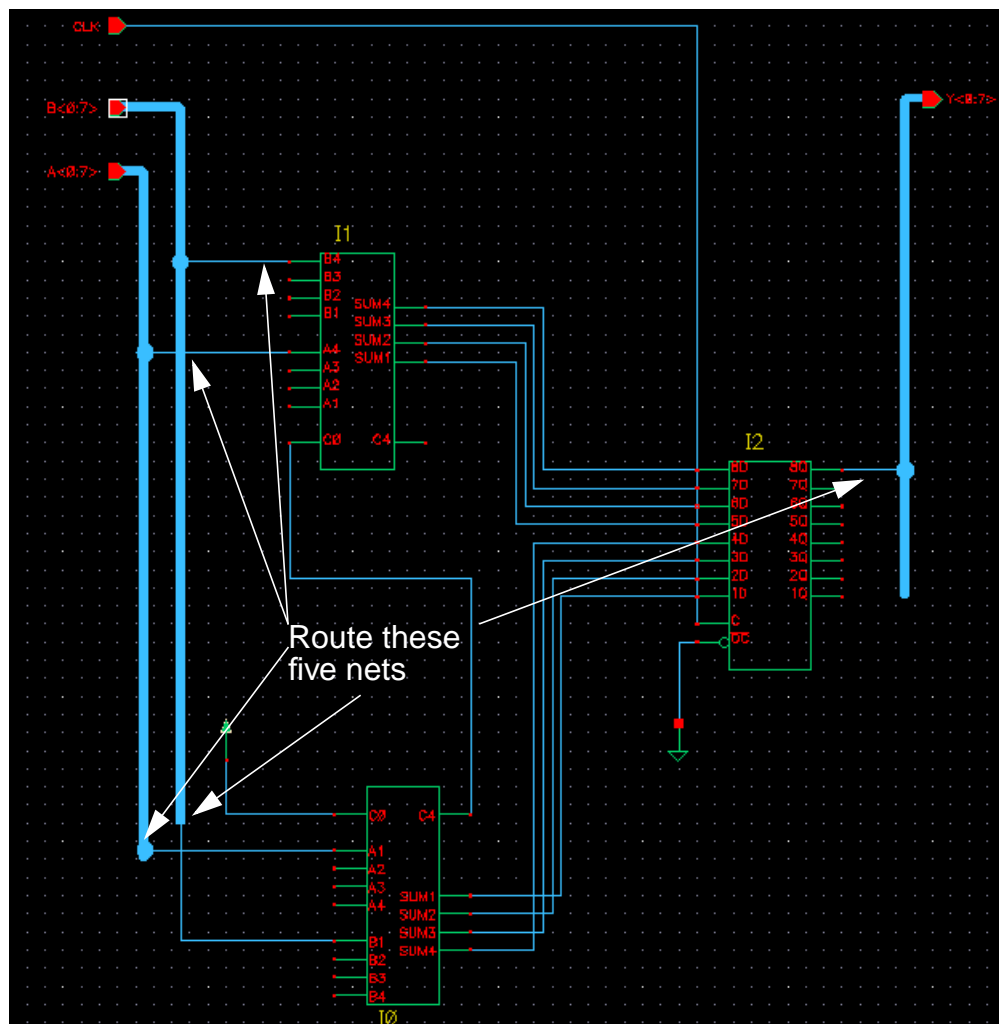 CLK
B<0:7>
Y<0:7>
A<0:7>
I1
B4
B3
B2
B1
SUM4
SUM3
SUM2
SUM1
A4
A3
A2
A1
C0 C4
I2
8D 8Q
7D 7Q
6D 6Q
5D 5Q
4D 4Q
3D 3Q
2D 2Q
1D 1Q
C
OC
Route these
five nets
C0 C4
A1
A2
A3
A4
SUM1
SUM2
SUM3
SUM4
B1
B2
B3
B4
I0